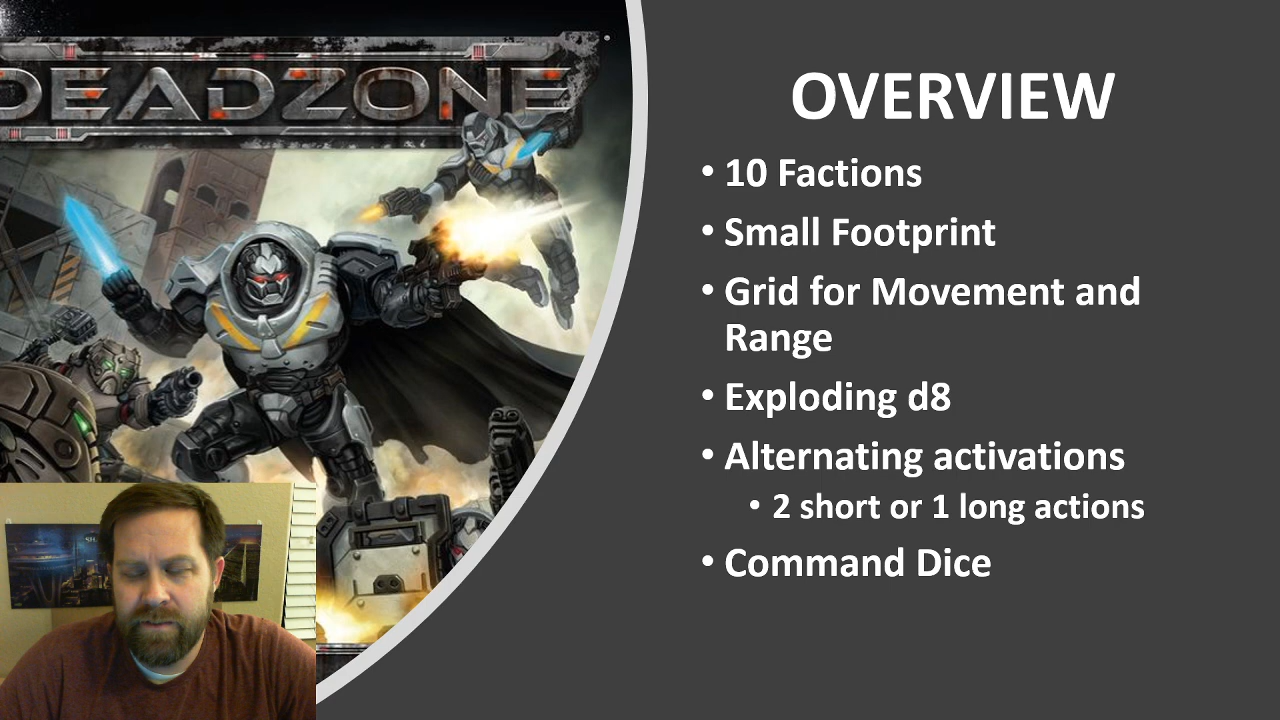 DEADZONE
OVERVIEW
• 10 Factions
• Small Footprint
• Grid for Movement and
Range
• Exploding d8
• Alternating activations
• 2 short or 1 long actions
• Command Dice